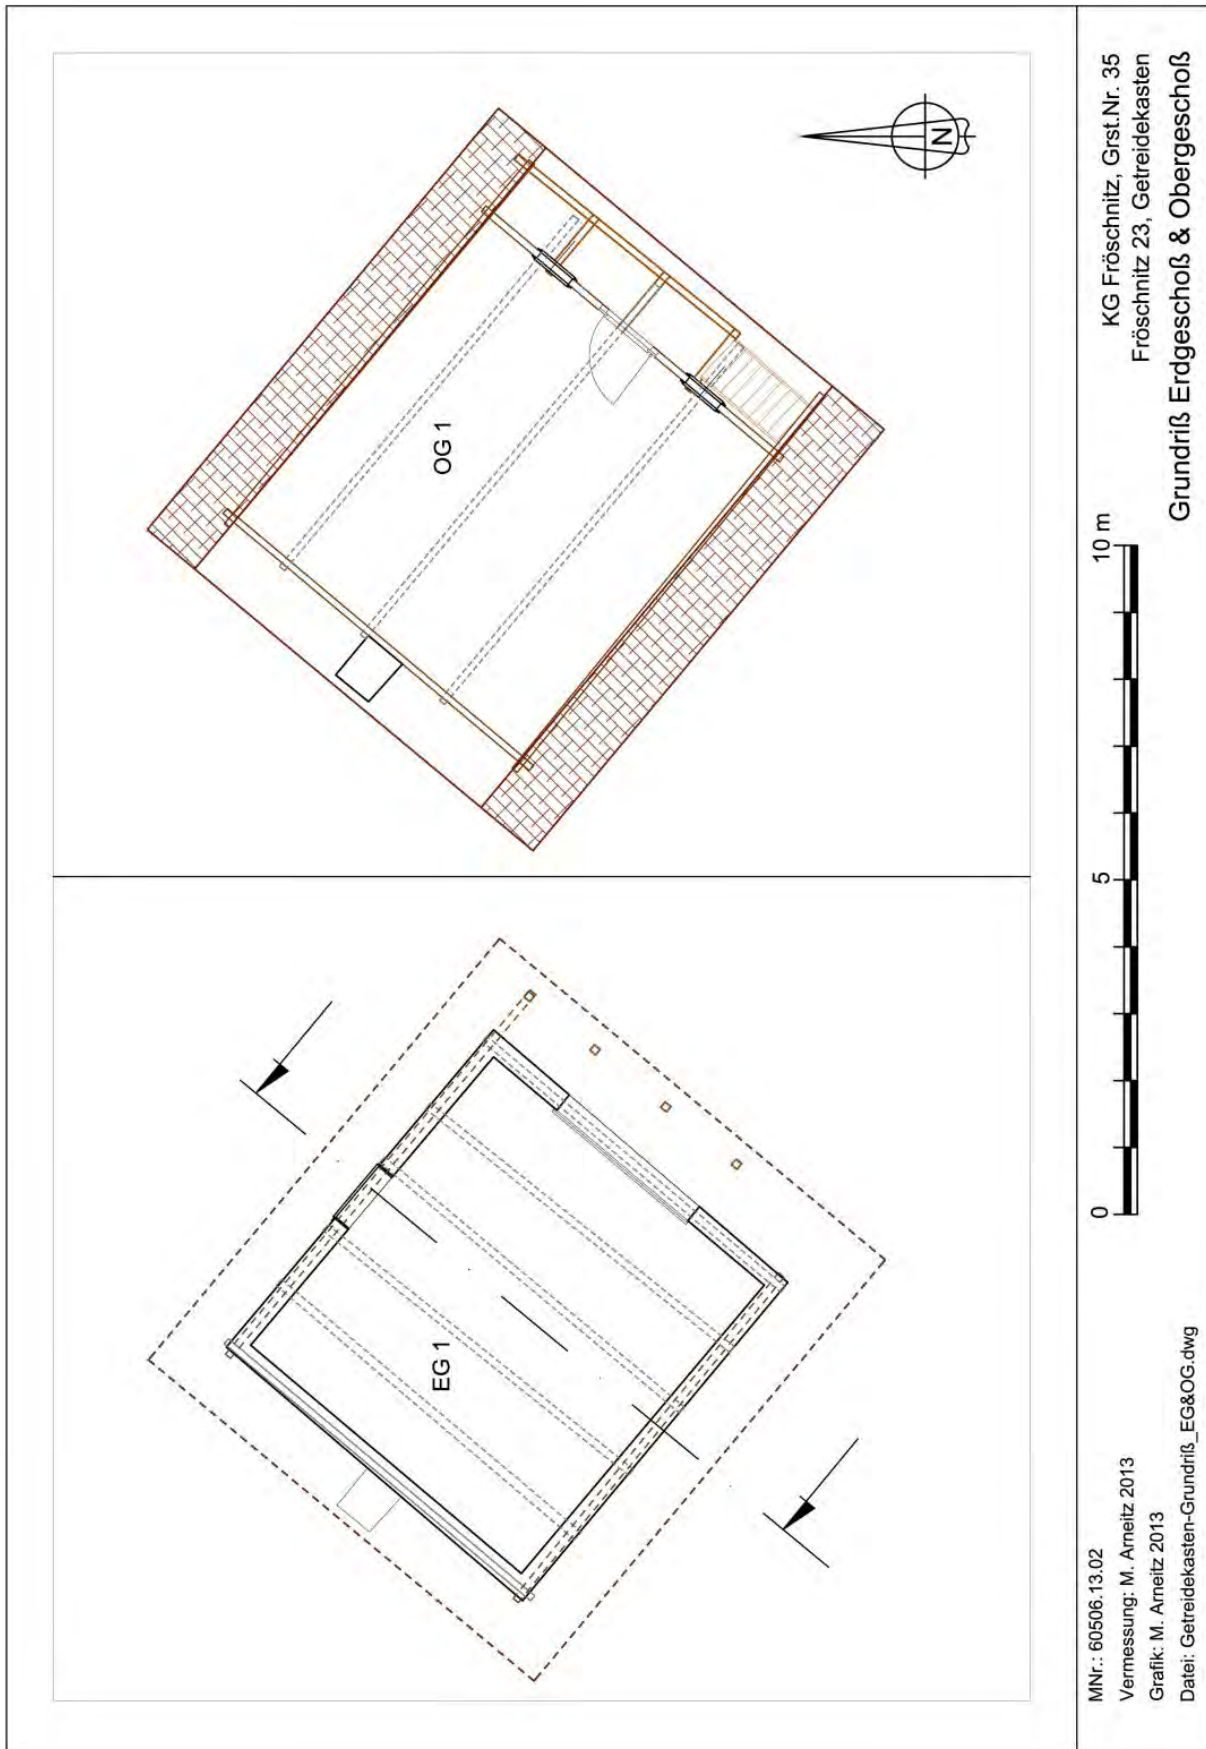 EG 1
OG 1
N
MNr.: 60506.13.02
Vermessung: M. Arneitz 2013
Grafik: M. Arneitz 2013
Datei: Getreidekasten-Grundriß_EG&OG.dwg
0
5
10 m
KG Fröschnitz, Grst.Nr. 35
Fröschnitz 23, Getreidekasten
Grundriß Erdgeschoß & Obergeschoß